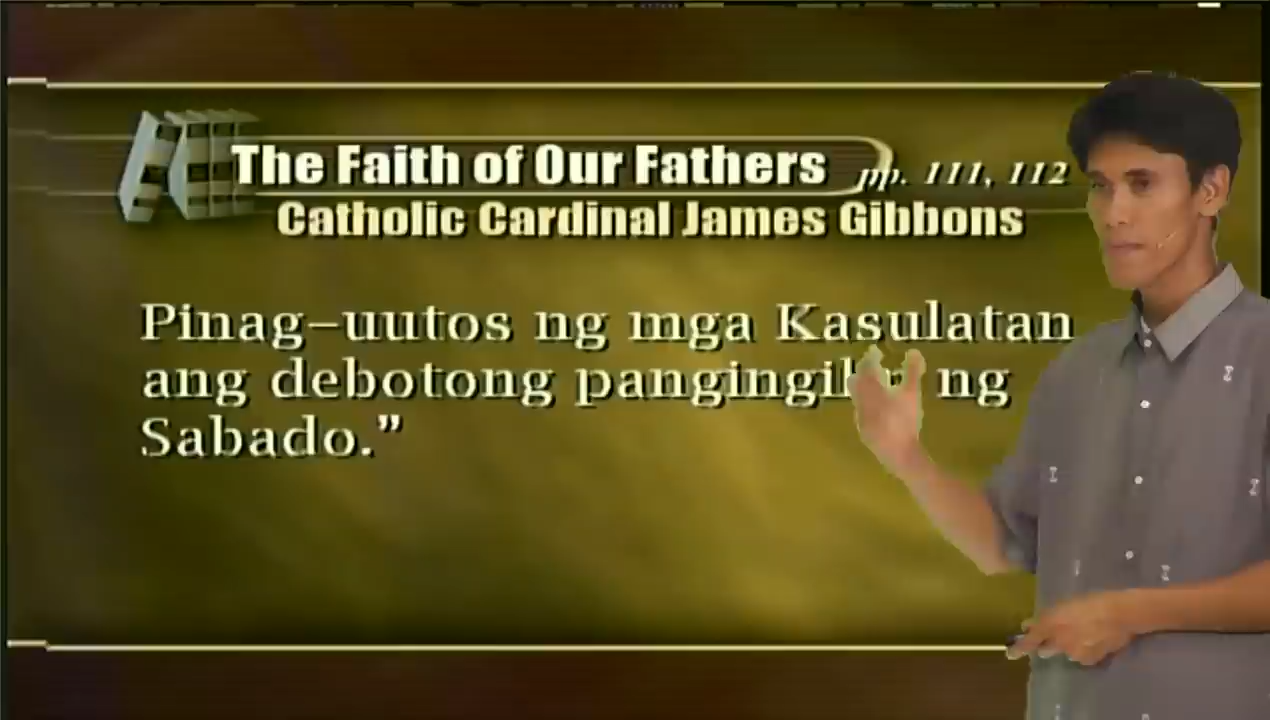 The Faith of Our Fathers pp. 111, 112
Catholic Cardinal James Gibbons
Pinag-uutos ng mga Kasulatan
ang debotong ng
Sabado.”